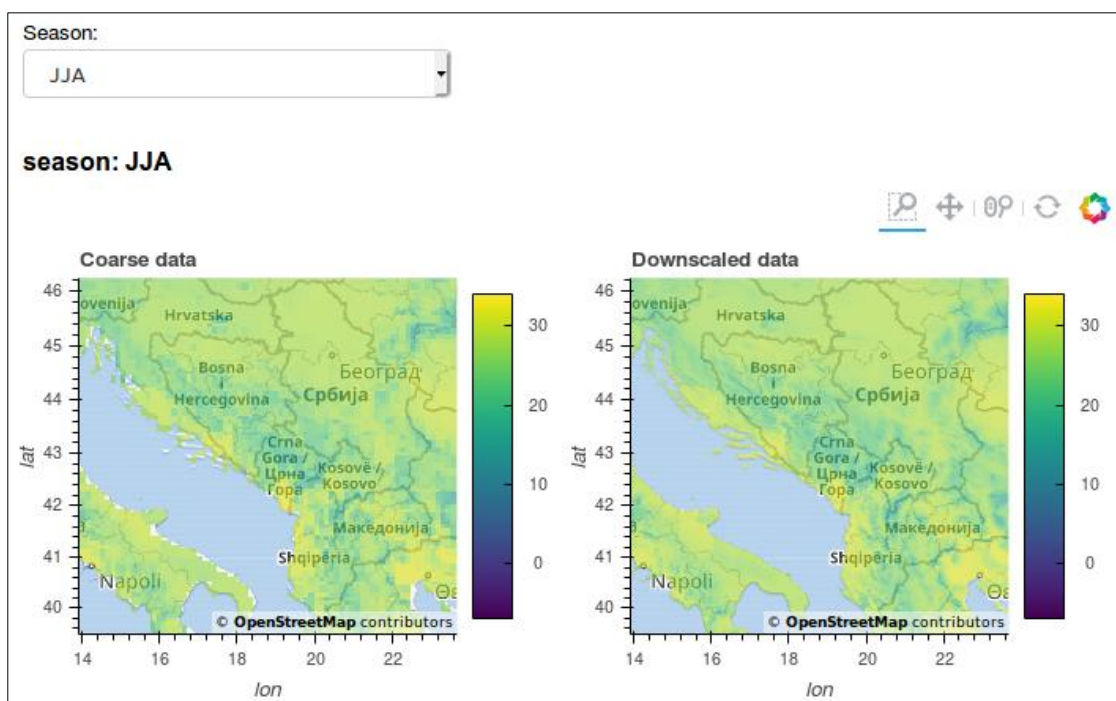 Season:
JJA
season: JJA
Coarse data
46
45
44
43
42
41
40
lat
14
16
18
20
22
lon
ovenija
Hrvatska
Bosna
i
Hercegovina
Београд
Србија
Crna
Gora /
Црна
Гора
Kosovë /
Kosovo
Македонија
Shqipëria
Napoli
Θε
© OpenStreetMap contributors
30
20
10
0
Downscaled data
46
45
44
43
42
41
40
lat
14
16
18
20
22
lon
ovenija
Hrvatska
Bosna
i
Hercegovina
Београд
Србија
Crna
Gora /
Црна
Гора
Kosovë /
Kosovo
Македонија
Shqipëria
Napoli
Θε
© OpenStreetMap contributors
30
20
10
0